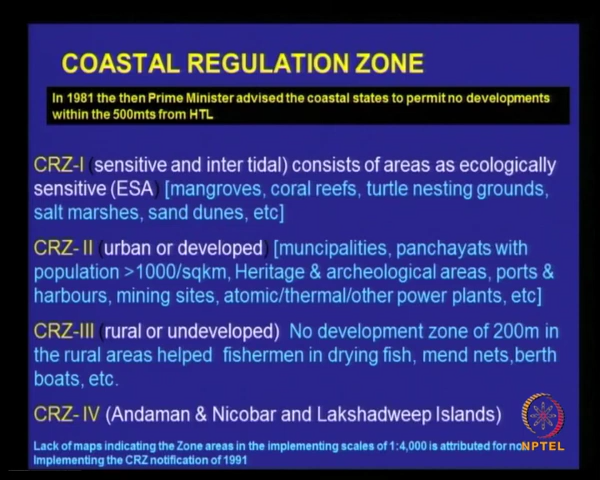 COASTAL REGULATION ZONE
In 1981 the then Prime Minister advised the coastal states to permit no developments
within the 500mts from HTL
CRZ-I (sensitive and inter tidal) consists of areas as ecologically
sensitive (ESA) [mangroves, coral reefs, turtle nesting grounds,
salt marshes, sand dunes, etc]
CRZ- II (urban or developed) [muncipalities, panchayats with
population >1000/sqkm, Heritage & archeological areas, ports &
harbours, mining sites, atomic/thermal/other power plants, etc]
CRZ-III (rural or undeveloped) No development zone of 200m in
the rural areas helped fishermen in drying fish, mend nets,berth
boats, etc.
CRZ- IV (Andaman & Nicobar and Lakshadweep Islands)
Lack of maps indicating the Zone areas in the implementing scales of 1:4,000 is attributed for
Implementing the CRZ notification of 1991
NPTEL